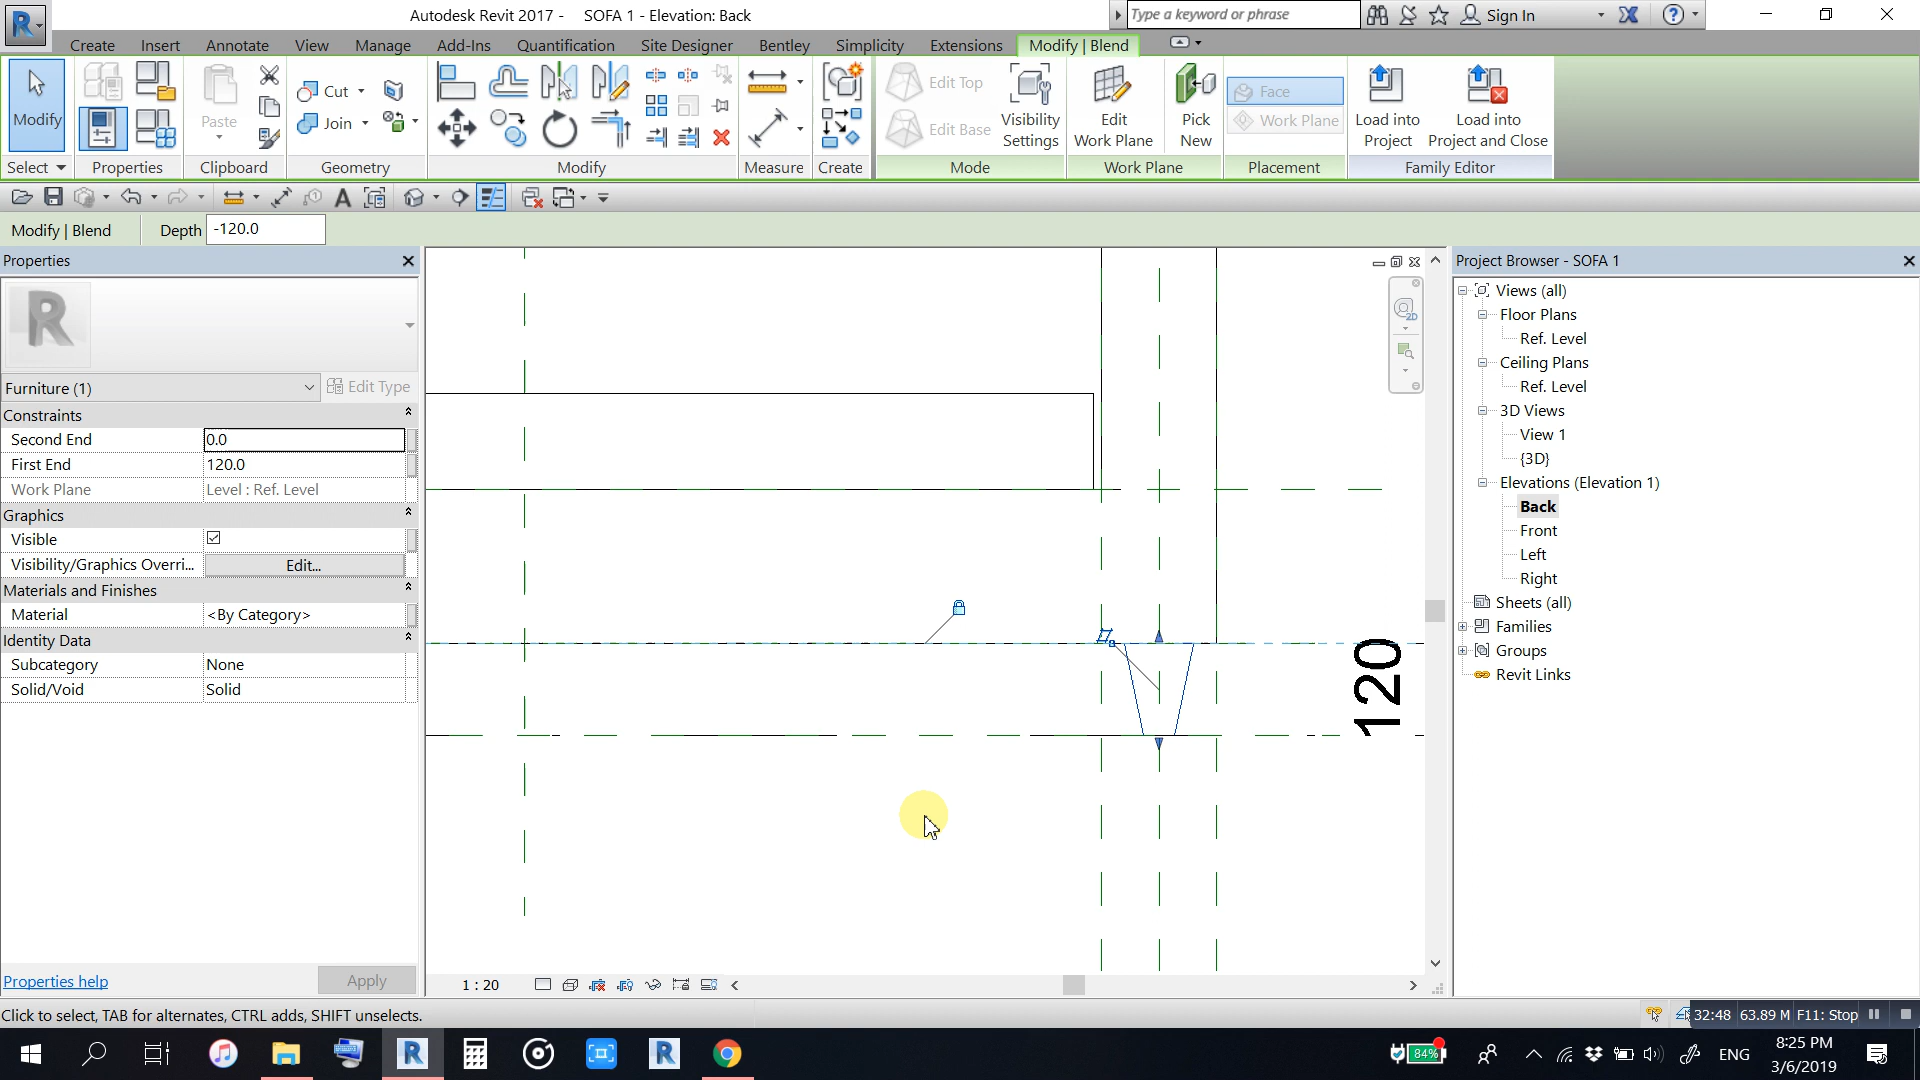 Autodesk Revit 2017 - SOFA 1 - Elevation: Back
Type a keyword or phrase
Sign In
Create Insert Annotate View Manage Add-Ins Quantification Site Designer Bentley Simplicity Extensions Modify | Blend
Modify
Paste
Cut
Join
Edit Top
Edit Base
Visibility
Settings
Edit
Work Plane
Pick
New
Face
Work Plane
Load into
Project
Load into
Project and Close
Select Properties Clipboard Geometry Modify Measure Create Mode Work Plane Placement Family Editor
Modify | Blend Depth -120.0
Properties
Furniture (1) Edit Type
Constraints
Second End 0.0
First End 120.0
Work Plane Level : Ref. Level
Graphics
Visible
Visibility/Graphics Overri... Edit...
Materials and Finishes
Material <By Category>
Identity Data
Subcategory None
Solid/Void Solid
Properties help Apply
2D
120
1 : 20
Project Browser - SOFA 1
Views (all)
Floor Plans
Ref. Level
Ceiling Plans
Ref. Level
3D Views
View 1
{3D}
Elevations (Elevation 1)
Back
Front
Left
Right
Sheets (all)
Families
Groups
Revit Links
Click to select, TAB for alternates, CTRL adds, SHIFT unselects.
32:48 63.89 M F11: Stop
84%
ENG
8:25 PM
3/6/2019